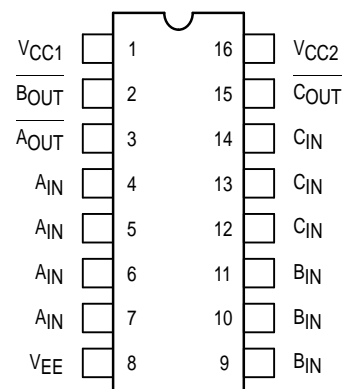 VCC1 1 16 VCC2
BOUT 2 15 COUT
AOUT 3 14 CIN
AIN 4 13 CIN
AIN 5 12 CIN
AIN 6 11 BIN
AIN 7 10 BIN
VEE 8 9 BIN